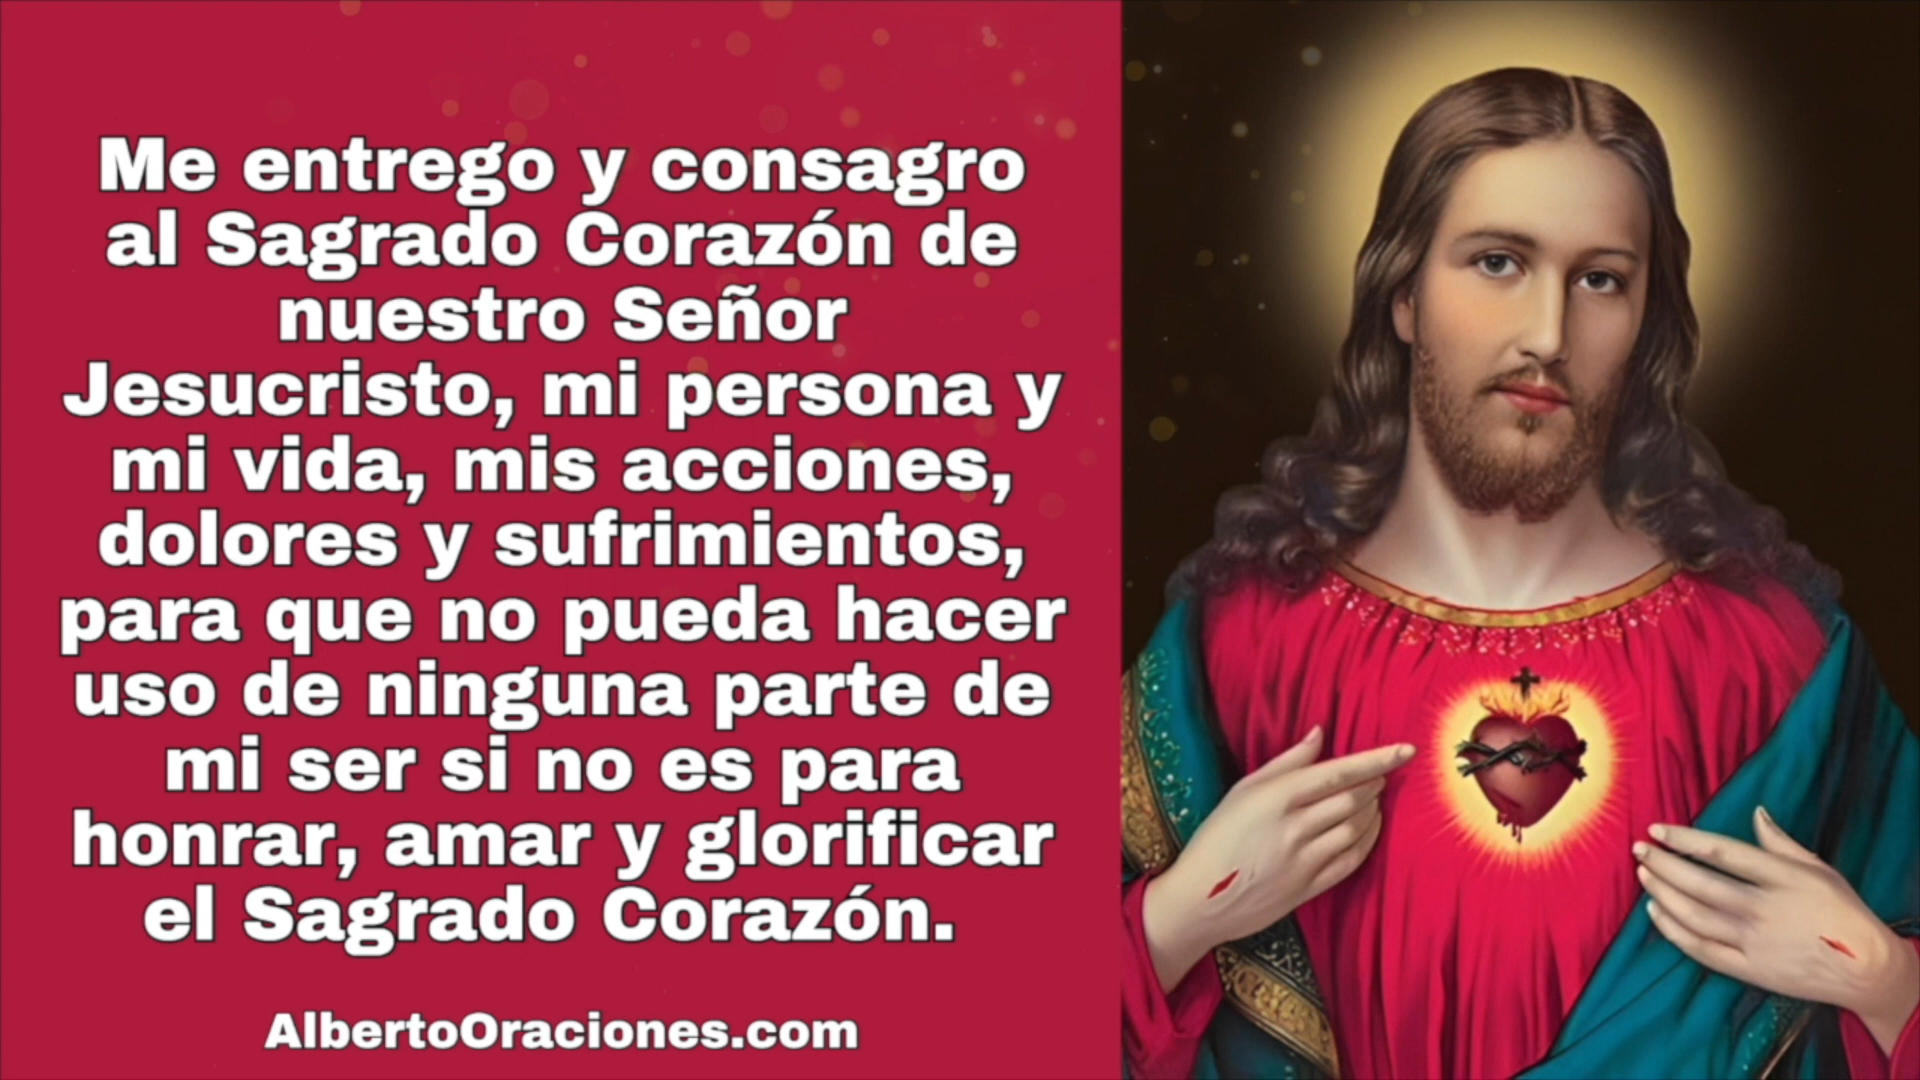 Me entrego y consagro
al Sagrado Corazón de
nuestro Señor
Jesucristo, mi persona y
mi vida, mis acciones,
dolores y sufrimientos,
para que no pueda hacer
uso de ninguna parte de
mi ser si no es para
honrar, amar y glorificar
el Sagrado Corazón.
AlbertoOraciones.com